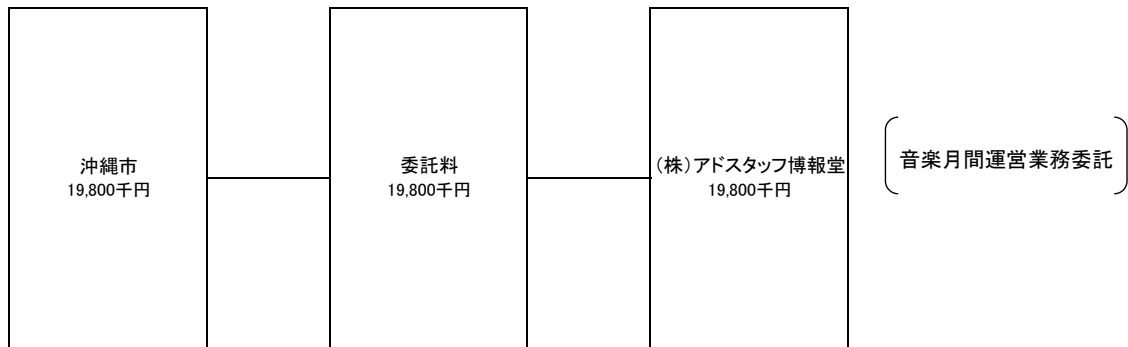 沖縄市
19,800千円
委託料
19,800千円
(株)アドスタッフ博報堂
19,800千円
音楽月間運営業務委託